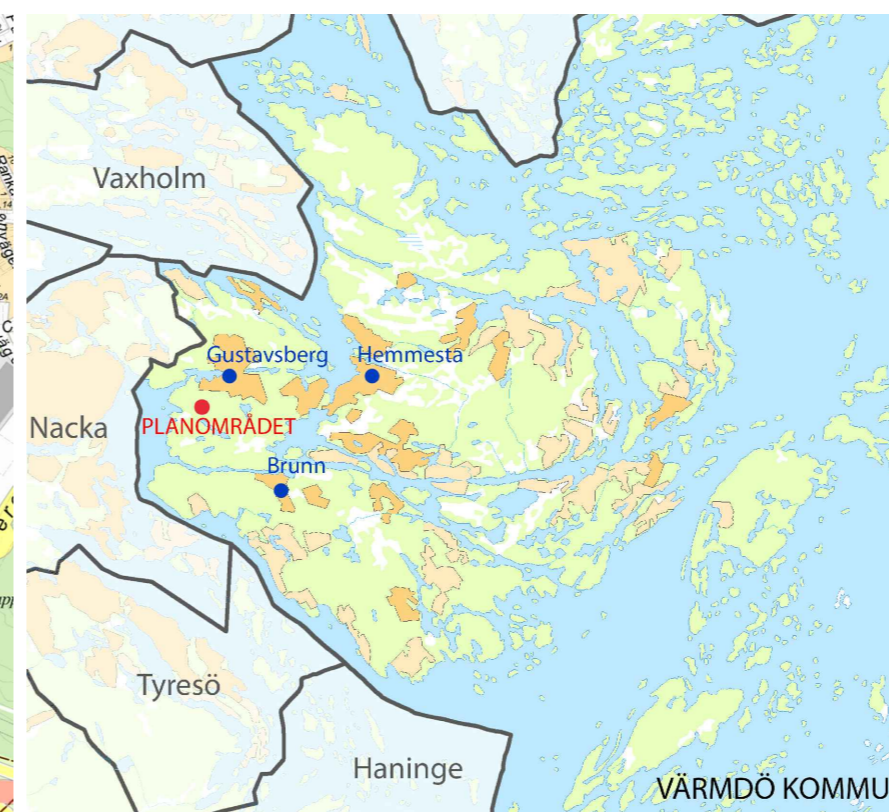 Vaxholm
Gustavsberg
Hemmesta
Nacka
PLANOMRÅDET
Brunn
Tyresö
Haninge
VÄRMDÖ KOMMU